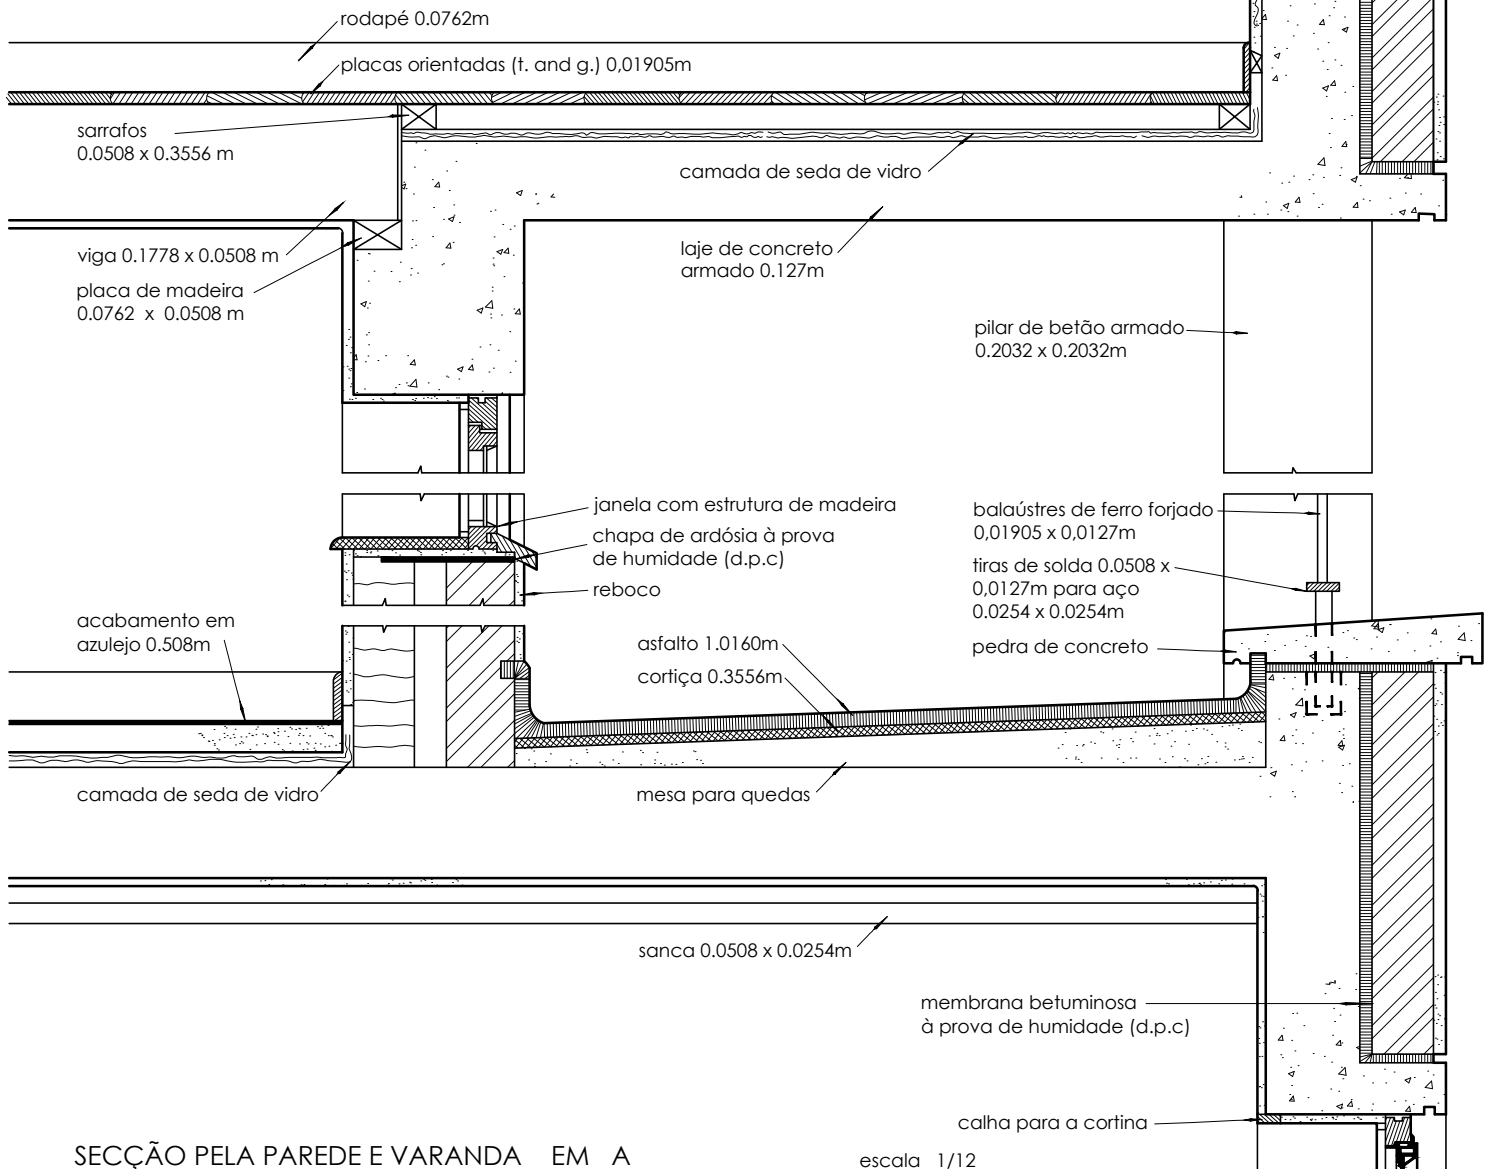 rodapé 0.0762m
placas orientadas (t. and g.) 0,01905m
sarrafos
0.0508 x 0.3556 m
camada de seda de vidro
viga 0.1778 x 0.0508 m
placa de madeira
0.0762 x 0.0508 m
laje de concreto
armado 0.127m
pilar de betão armado
0.2032 x 0.2032m
janela com estrutura de madeira
chapa de ardósia à prova
de humidade (d.p.c)
reboco
balaústres de ferro forjado
0,01905 x 0,0127m
tiras de solda 0.0508 x
0,0127m para aço
0.0254 x 0.0254m
pedra de concreto
acabamento em
azulejo 0.508m
asfalto 1.0160m
cortiça 0.3556m
camada de seda de vidro
mesa para quedas
sanca 0.0508 x 0.0254m
membrana betuminosa
à prova de humidade (d.p.c)
calha para a cortina
SECÇÃO PELA PAREDE E VARANDA EM A
escala 1/12